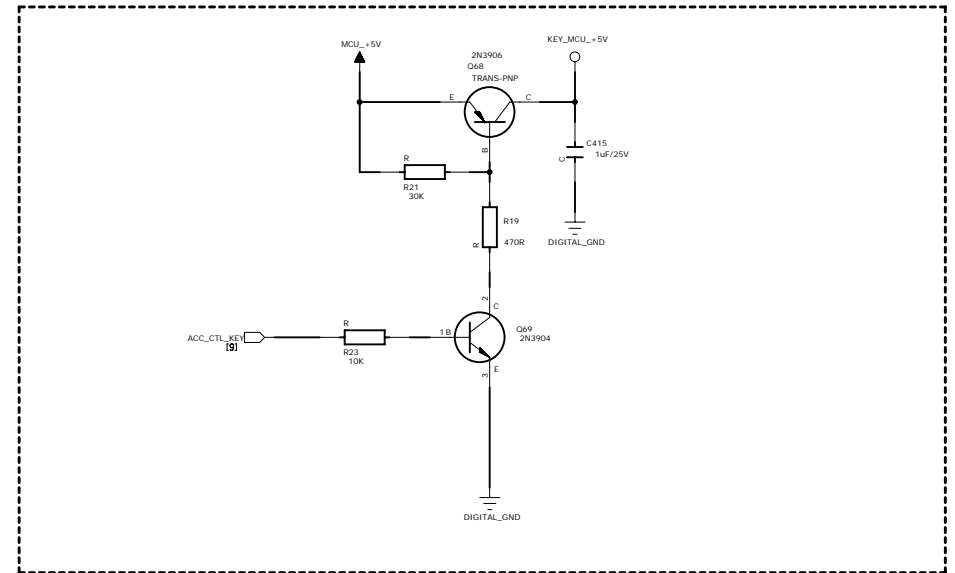 MCU_+5V
KEY_MCU_+5V
2N3906
Q68
TRANS-PNP
E
C
B
C415
1uF/25V
C
R
R21
30K
R19
R
470R
DIGITAL_GND
2
C
ACC_CTL_KEY
[9]
R
R23
10K
1 B
Q69
2N3904
3
E
DIGITAL_GND